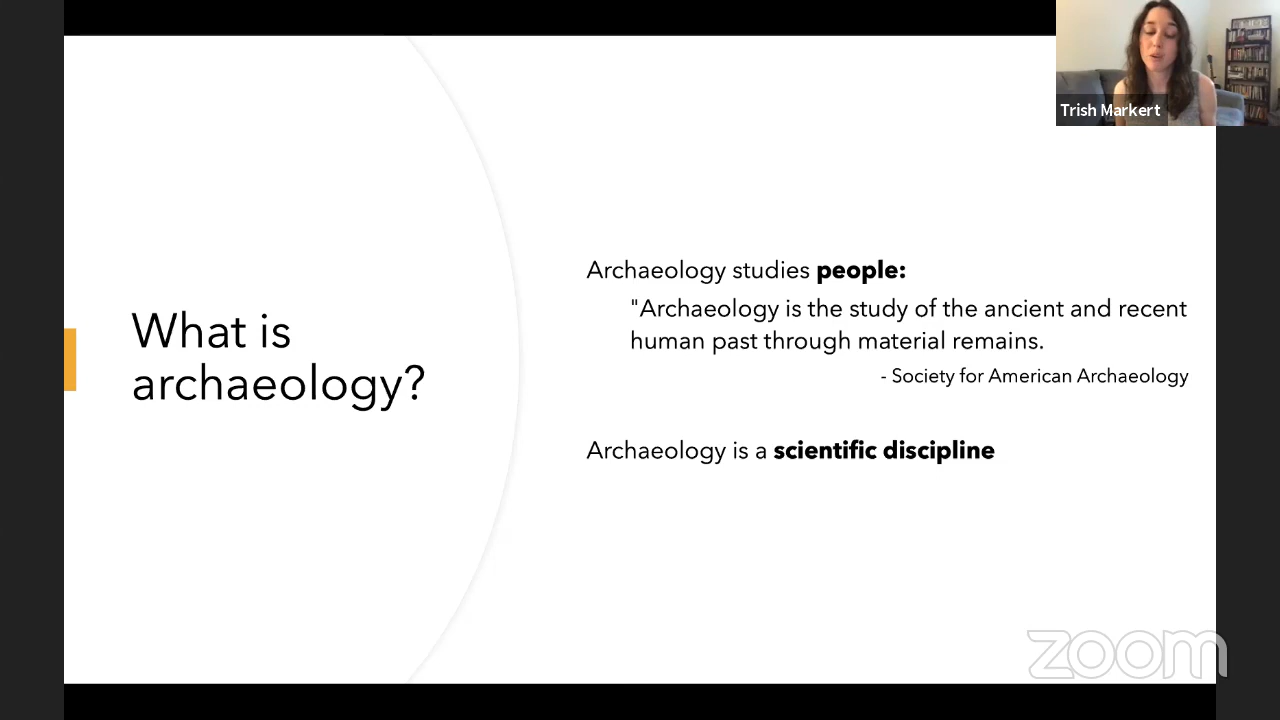 Trish Markert
What is
archaeology?
Archaeology studies people:
"Archaeology is the study of the ancient and recent
human past through material remains.
- Society for American Archaeology
Archaeology is a scientific discipline
zoom